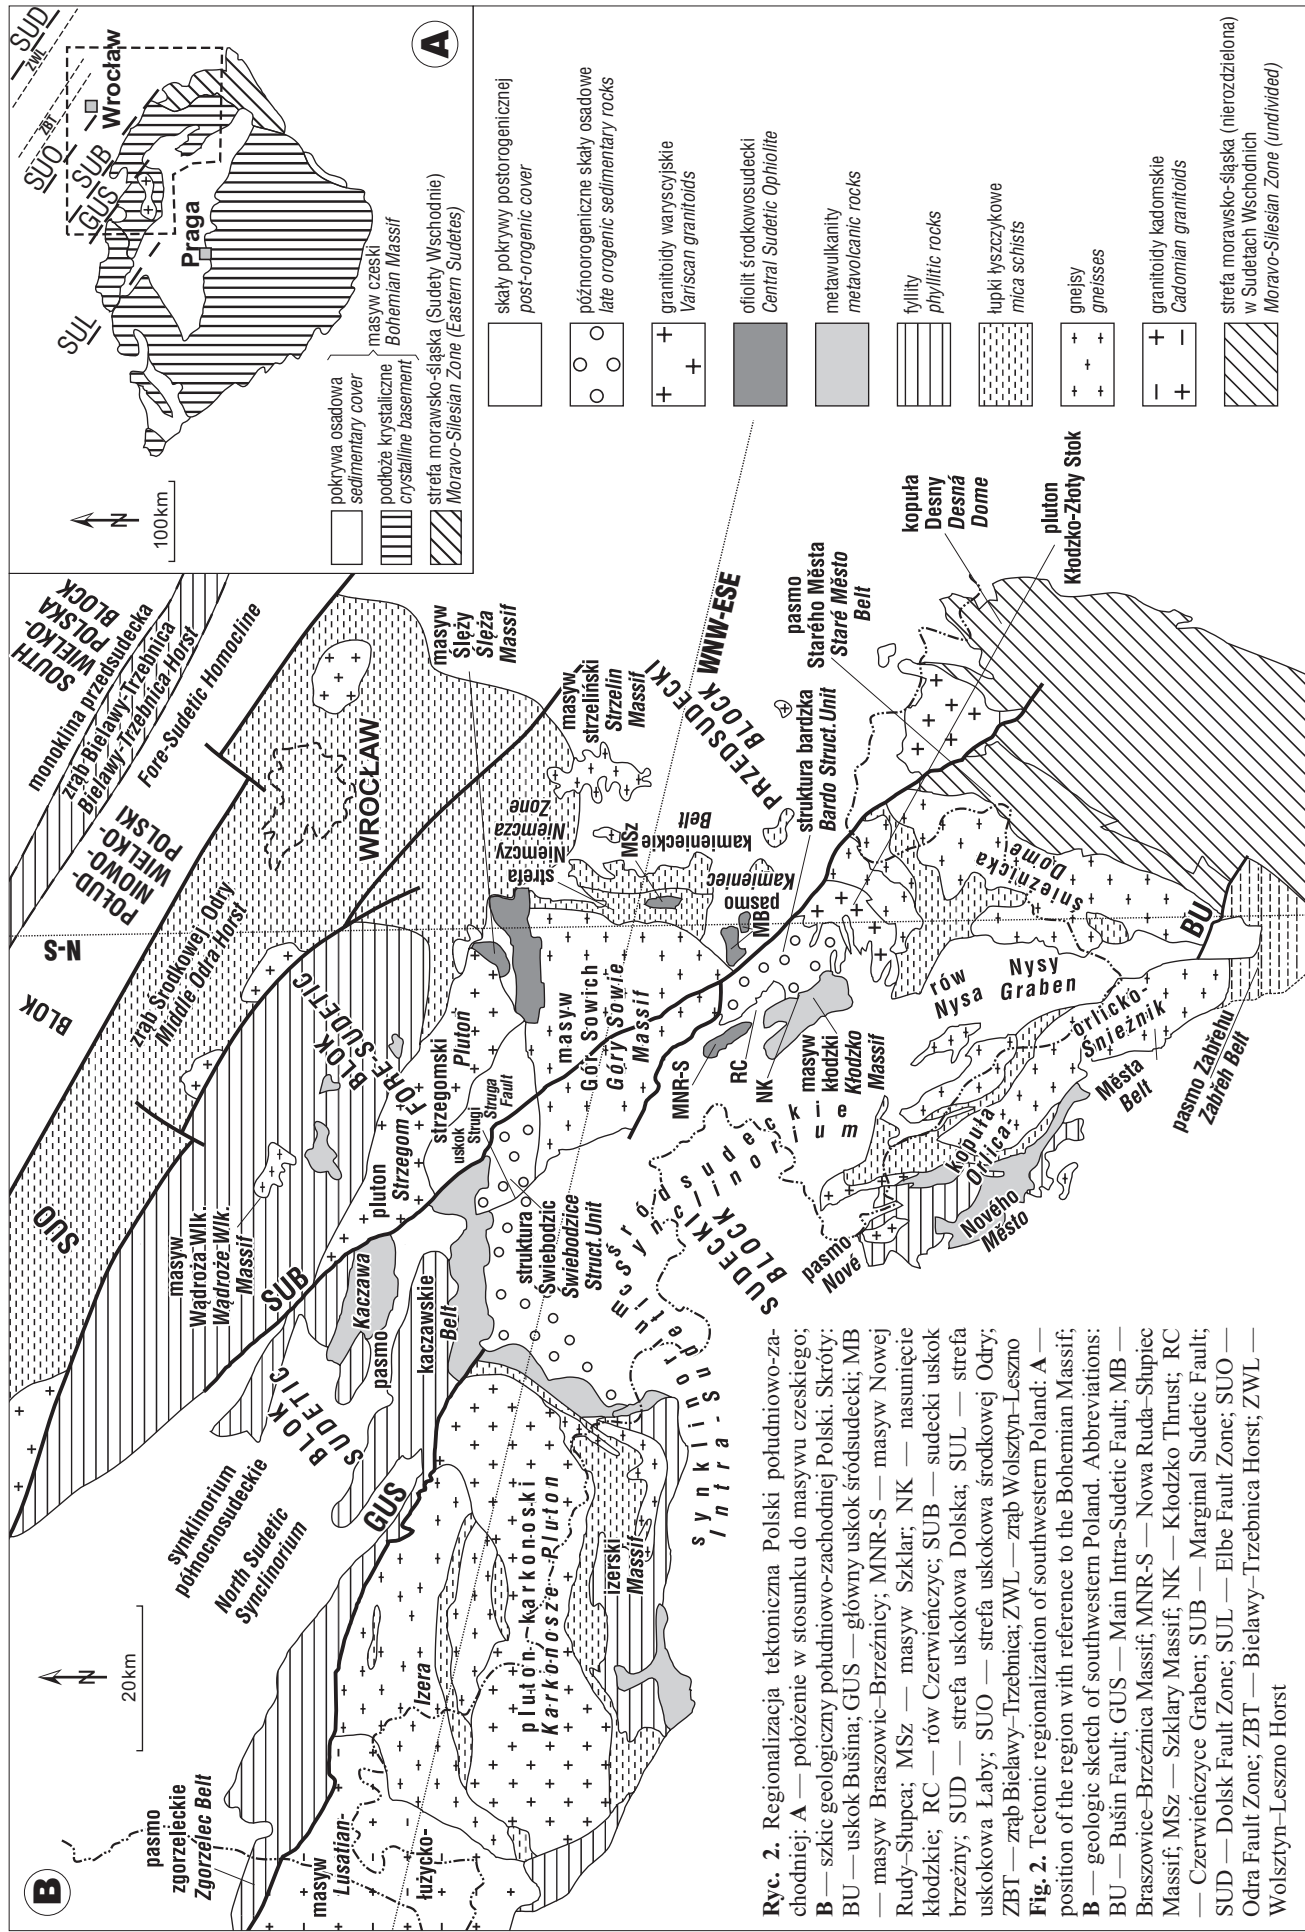 B
N
20km
pasmo
zgorzeleckie
Zgorzelec Belt
masyw
Lusatian-
łużycko-
Izera
izerski
Massif
pluton karkonoski
Karkonosze Pluton
synklinorium
północnosudeckie
North Sudetic
Synclinorium
GUS
BLOK
SUDETIC
SUDECKI
BLOCK
SUB
SUO
masyw
Wądroża Wlk.
Wądroże Wlk.
Massif
pasmo
Kaczawa
kaczawskie
Belt
pluton
Strzegom
strzegomski
Pluton
uskok
Strugi
Struga
Fault
struktura
Świebodzic
Świebodzice
Struct. Unit
synklinorium śródsudeckie
Intra-Sudetic Synclinorium
BLOK
FORE-SUDETIC
PRZEDSUDECKI
BLOCK
BLOK
POŁUD-
NIOWO-
WIELKO-
POLSKI
SOUTH
WIELKO-
POLSKA
BLOCK
N-S
WNW-ESE
zrąb Środkowej Odry
Middle Odra Horst
monoklina przedsudecka
zrąb Bielawy-Trzebnica
Bielawy-Trzebnica Horst
Fore-Sudetic Homocline
WROCŁAW
masyw
Ślęży
Ślęża
Massif
masyw
Gór Sowich
Góry Sowie
Massif
strefa
Niemczy
Niemcza
Zone
masyw
strzeliński
Strzelin
Massif
MSz
pasmo
Kamieniec
kamienieckie
Belt
MB
MNR-S
RC
NK
masyw
kłodzki
Kłodzko
Massif
struktura bardzka
Bardo Struct. Unit
pasmo
Starého Města
Staré Město
Belt
kopuła
Desny
Desná
Dome
pluton
Kłodzko-Złoty Stok
rów
Nysa
Nysy
Graben
kopuła
Orlica-
orlicko-
Śnieżnik
śnieżnicka
Dome
pasmo
Nové
Nového
Město
Města
Belt
BU
pasmo Zabřehu
Zabřeh Belt
A
N
100km
SUD
ZWL
ZBT
SUO
SUB
GUS
SUL
Wrocław
Praga
pokrywa osadowa
sedimentary cover
podłoże krystaliczne
crystalline basement
masyw czeski
Bohemian Massif
strefa morawsko-śląska (Sudety Wschodnie)
Moravo-Silesian Zone (Eastern Sudetes)
skały pokrywy postorogenicznej
post-orogenic cover
późnoorogeniczne skały osadowe
late orogenic sedimentary rocks
granitoidy waryscyjskie
Variscan granitoids
ofiolit środkowosudecki
Central Sudetic Ophiolite
metawulkanity
metavolcanic rocks
fyllity
phyllitic rocks
łupki łyszczykowe
mica schists
gnejsy
gneisses
granitoidy kadomskie
Cadomian granitoids
strefa morawsko-śląska (nierozdzielona)
w Sudetach Wschodnich
Moravo-Silesian Zone (undivided)
Ryc. 2. Regionalizacja tektoniczna Polski południowo-za-
chodniej: A — położenie w stosunku do masywu czeskiego;
B — szkic geologiczny południowo-zachodniej Polski. Skróty:
BU — uskok Bušina; GUS — główny uskok śródsudecki; MB
— masyw Braszowic–Brzeźnicy; MNR-S — masyw Nowej
Rudy–Słupca; MSz — masyw Szklar; NK — nasunięcie
kłodzkie; RC — rów Czerwieńczyc; SUB — sudecki uskok
brzeżny; SUD — strefa uskokowa Dolska; SUL — strefa
uskokowa Łaby; SUO — strefa uskokowa środkowej Odry;
ZBT — zrąb Bielawy–Trzebnica; ZWL — zrąb Wolsztyn–Leszno
Fig. 2. Tectonic regionalization of southwestern Poland: A —
position of the region with reference to the Bohemian Massif;
B — geologic sketch of southwestern Poland. Abbreviations:
BU — Bušin Fault; GUS — Main Intra-Sudetic Fault; MB —
Braszowice–Brzeźnica Massif; MNR-S — Nowa Ruda–Słupiec
Massif; MSz — Szklary Massif; NK — Kłodzko Thrust; RC
— Czerwieńczyce Graben; SUB — Marginal Sudetic Fault;
SUD — Dolsk Fault Zone; SUL — Elbe Fault Zone; SUO —
Odra Fault Zone; ZBT — Bielawy–Trzebnica Horst; ZWL —
Wolsztyn–Leszno Horst